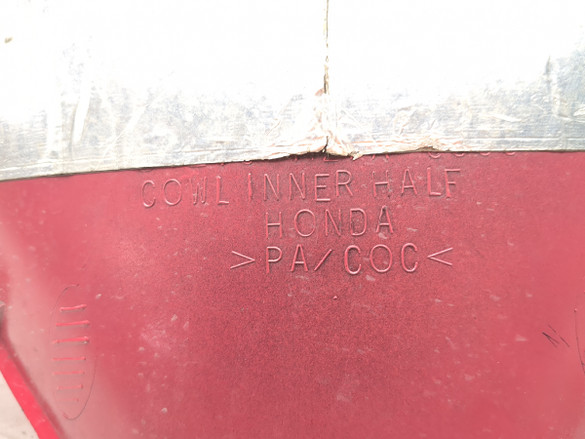 COWL INNER HALF
HONDA
>PA/COC<